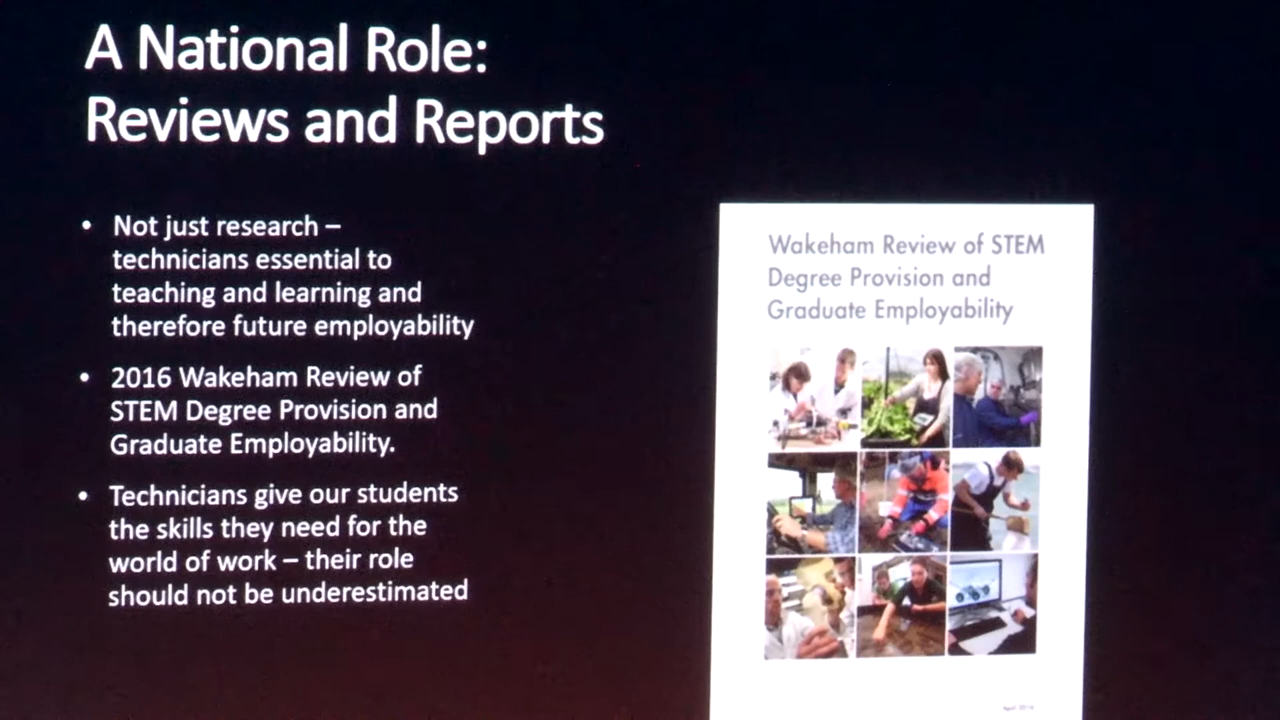 A National Role:
Reviews and Reports
• Not just research –
technicians essential to
teaching and learning and
therefore future employability
• 2016 Wakeham Review of
STEM Degree Provision and
Graduate Employability.
• Technicians give our students
the skills they need for the
world of work – their role
should not be underestimated
Wakeham Review of STEM
Degree Provision and
Graduate Employability
April 2016